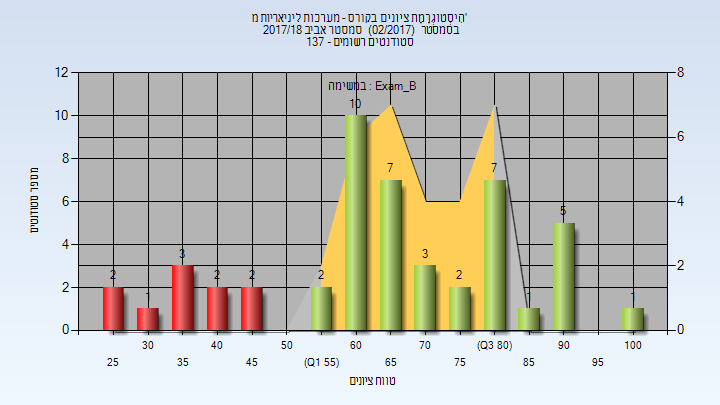 היסטוגרמת ציונים בקורס - מערכות ליניאריות מ'
בסמסטר (02/2017) סמסטר אביב 2017/18
סטודנטים רשומים - 137
במשימה : Exam_B
מספר סטודנטים
12 10 8 6 4 2 0
8 6 4 2 0
2 1 3 2 2 2 10 7 3 2 7 1 5 1
30 40 50 60 70 (Q3 80) 90 100
25 35 45 (Q1 55) 65 75 85 95
טווח ציונים